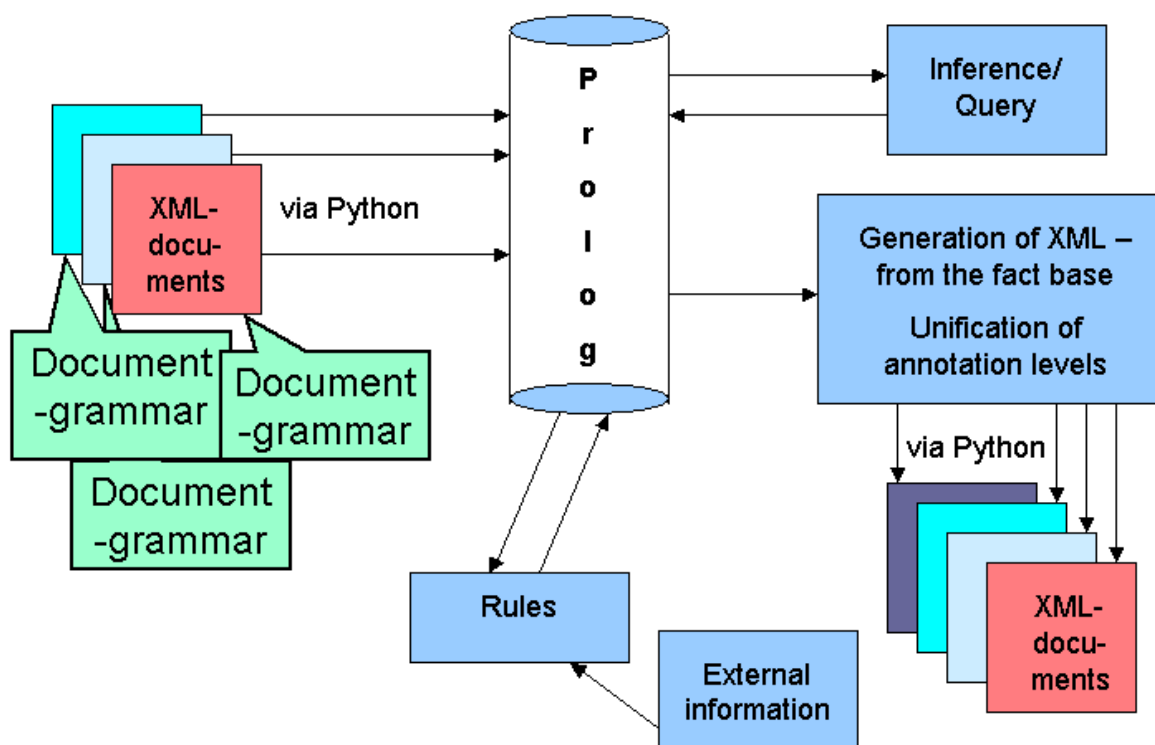 P
r
o
l
o
g
Inference/
Query
XML-
docu-
ments
via Python
Generation of XML –
from the fact base
Unification of
annotation levels
Document
-grammar
Document
-grammar
Document
-grammar
via Python
Rules
External
information
XML-
docu-
ments